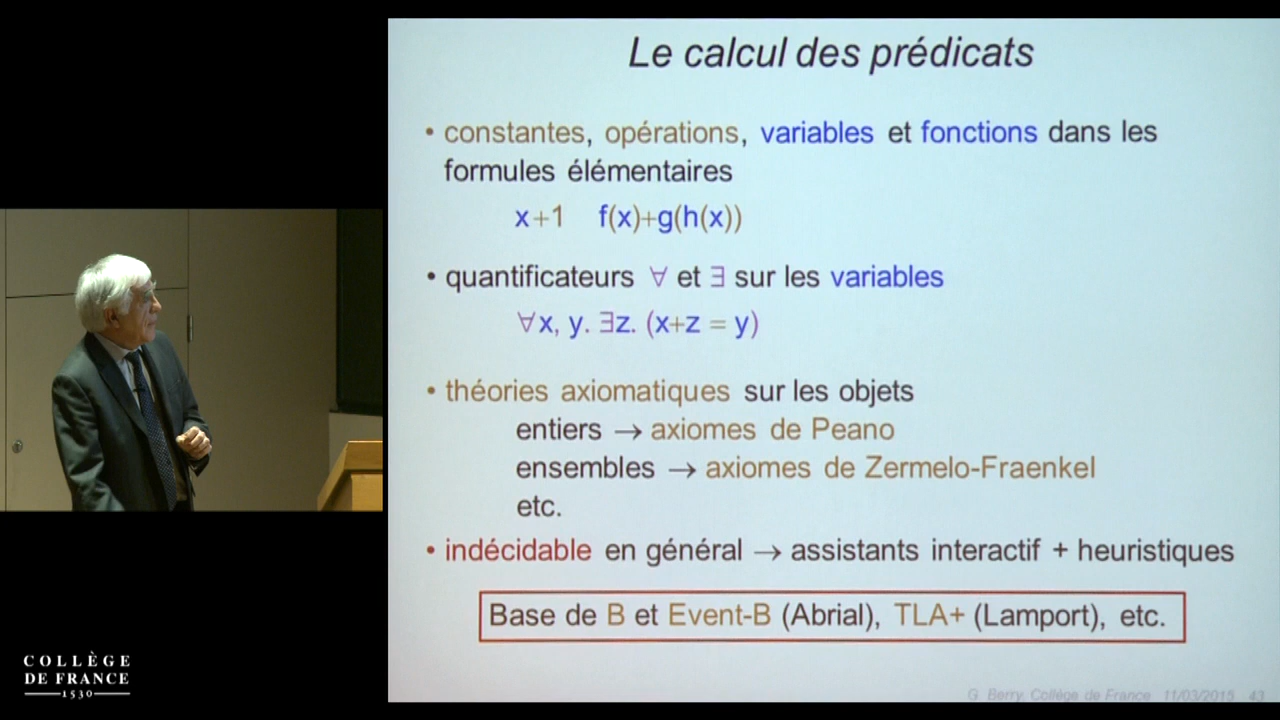 Le calcul des prédicats
• constantes, opérations, variables et fonctions dans les
formules élémentaires
x+1 f(x)+g(h(x))
• quantificateurs ∀ et ∃ sur les variables
∀x, y. ∃z. (x+z = y)
• théories axiomatiques sur les objets
entiers → axiomes de Peano
ensembles → axiomes de Zermelo-Fraenkel
etc.
• indécidable en général → assistants interactif + heuristiques
Base de B et Event-B (Abrial), TLA+ (Lamport), etc.
G. Berry, Collège de France 11/03/2015 43
COLLÈGE
DE FRANCE
1530